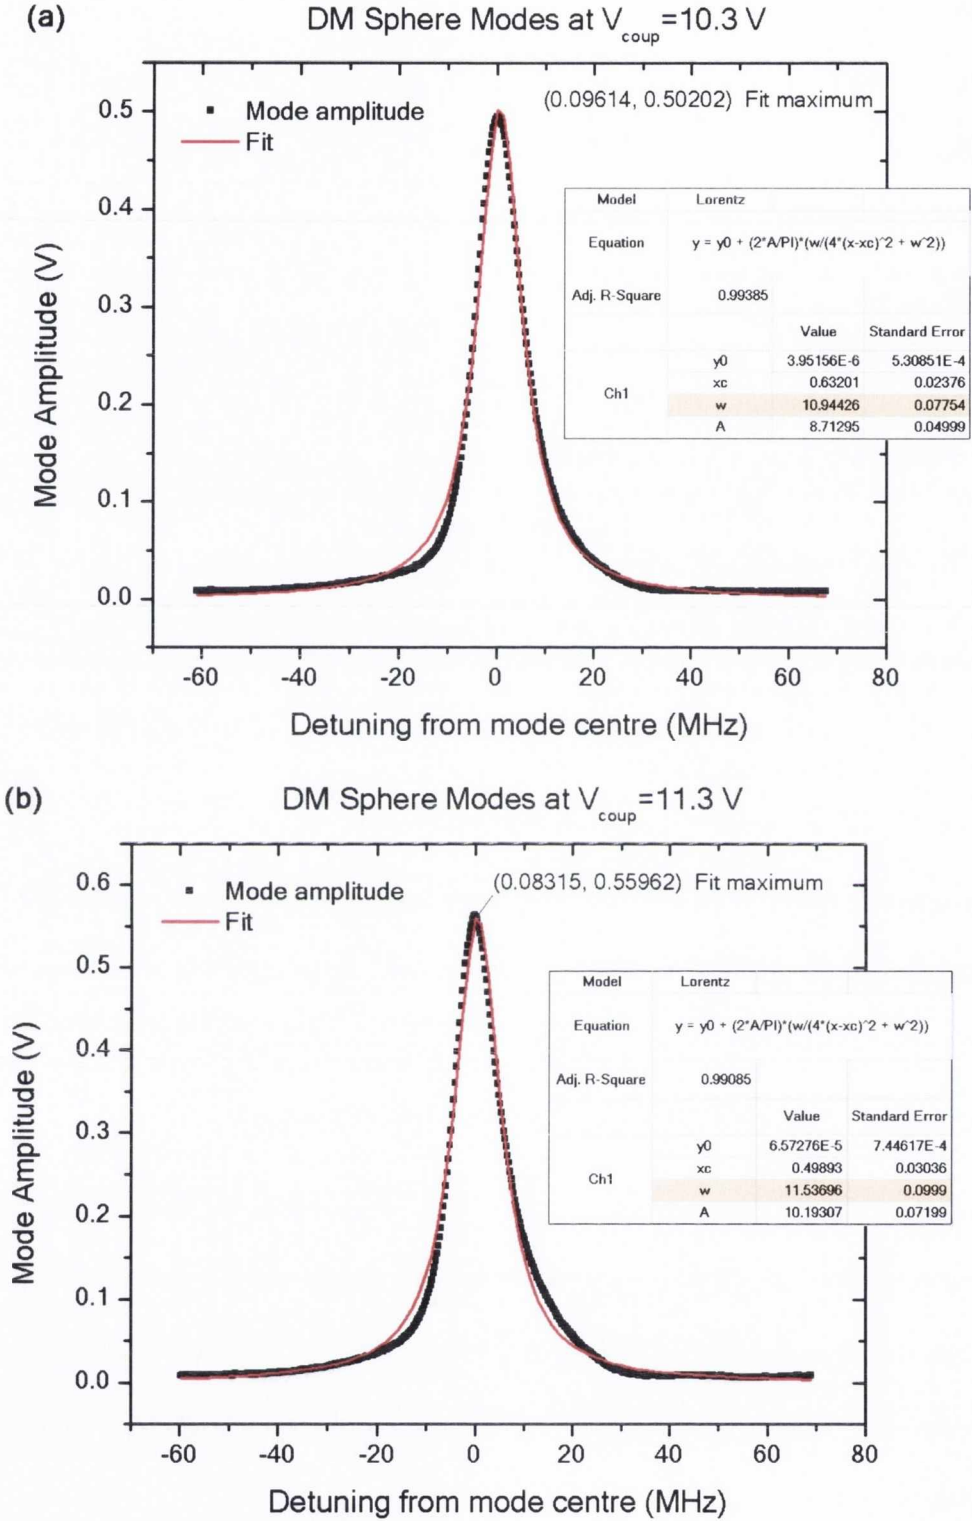 (a)
DM Sphere Modes at Vcoup=10.3 V
Mode amplitude
Fit
(0.09614, 0.50202) Fit maximum
Model Lorentz
Equation y = y0 + (2*A/PI)*(w/(4*(x-xc)^2 + w^2))
Adj. R-Square 0.99385
Value Standard Error
Ch1
y0 3.95156E-6 5.30851E-4
xc 0.63201 0.02376
w 10.94426 0.07754
A 8.71295 0.04999
0.5
0.4
0.3
0.2
0.1
0.0
Mode Amplitude (V)
-60 -40 -20 0 20 40 60 80
Detuning from mode centre (MHz)
(b)
DM Sphere Modes at Vcoup=11.3 V
Mode amplitude
Fit
(0.08315, 0.55962) Fit maximum
Model Lorentz
Equation y = y0 + (2*A/PI)*(w/(4*(x-xc)^2 + w^2))
Adj. R-Square 0.99085
Value Standard Error
Ch1
y0 6.57276E-5 7.44617E-4
xc 0.49893 0.03036
w 11.53696 0.0999
A 10.19307 0.07199
0.6
0.5
0.4
0.3
0.2
0.1
0.0
Mode Amplitude (V)
-60 -40 -20 0 20 40 60 80
Detuning from mode centre (MHz)